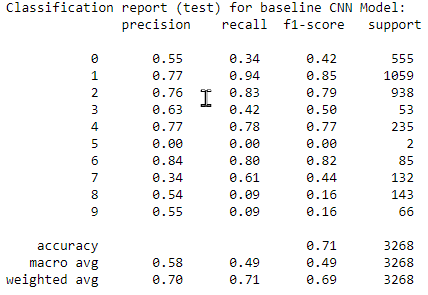 Classification report (test) for baseline CNN Model:
precision recall f1-score support
0 0.55 0.34 0.42 555
1 0.77 0.94 0.85 1059
2 0.76 0.83 0.79 938
3 0.63 0.42 0.50 53
4 0.77 0.78 0.77 235
5 0.00 0.00 0.00 2
6 0.84 0.80 0.82 85
7 0.34 0.61 0.44 132
8 0.54 0.09 0.16 143
9 0.55 0.09 0.16 66
accuracy 0.71 3268
macro avg 0.58 0.49 0.49 3268
weighted avg 0.70 0.71 0.69 3268